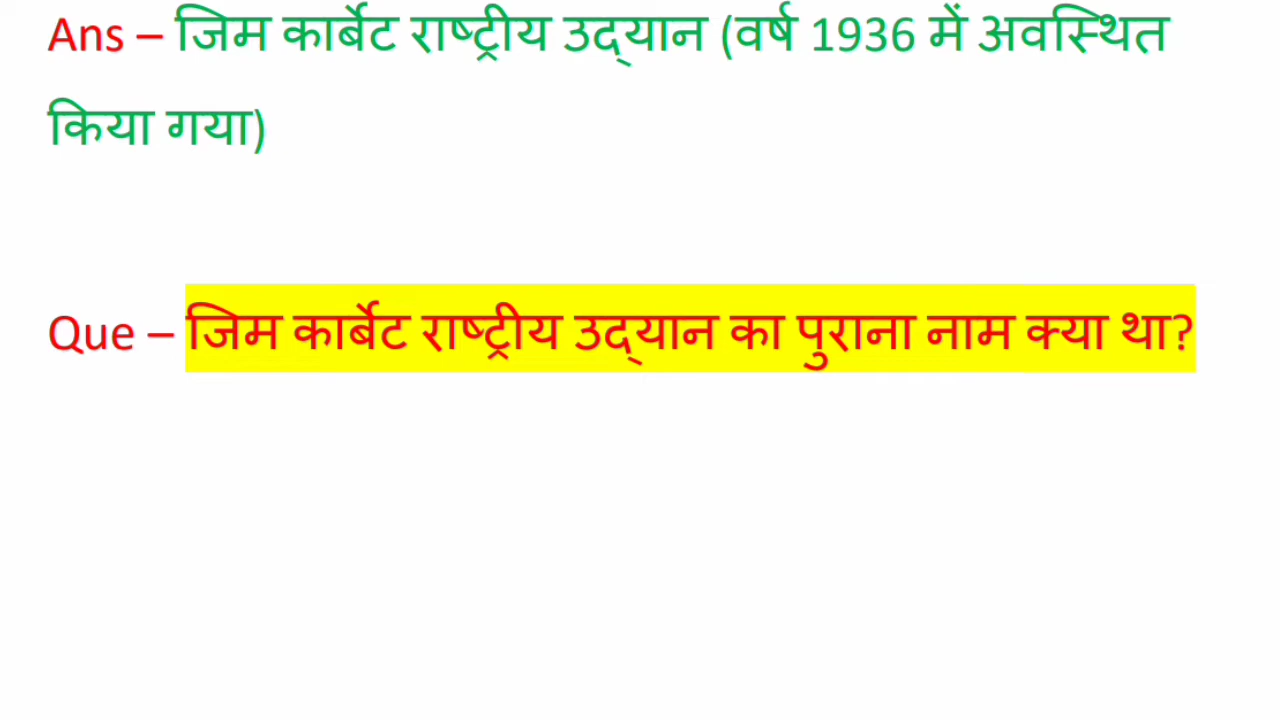 Ans – जिम कार्बेट राष्ट्रीय उद्‌यान (वर्ष 1936 में अवस्थित
किया गया)
Que – जिम कार्बेट राष्ट्रीय उद्‌यान का पुराना नाम क्या था?